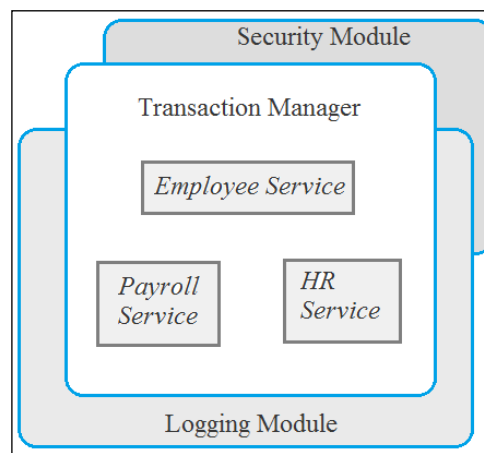 Security Module
Transaction Manager
Employee Service
Payroll
Service
HR
Service
Logging Module